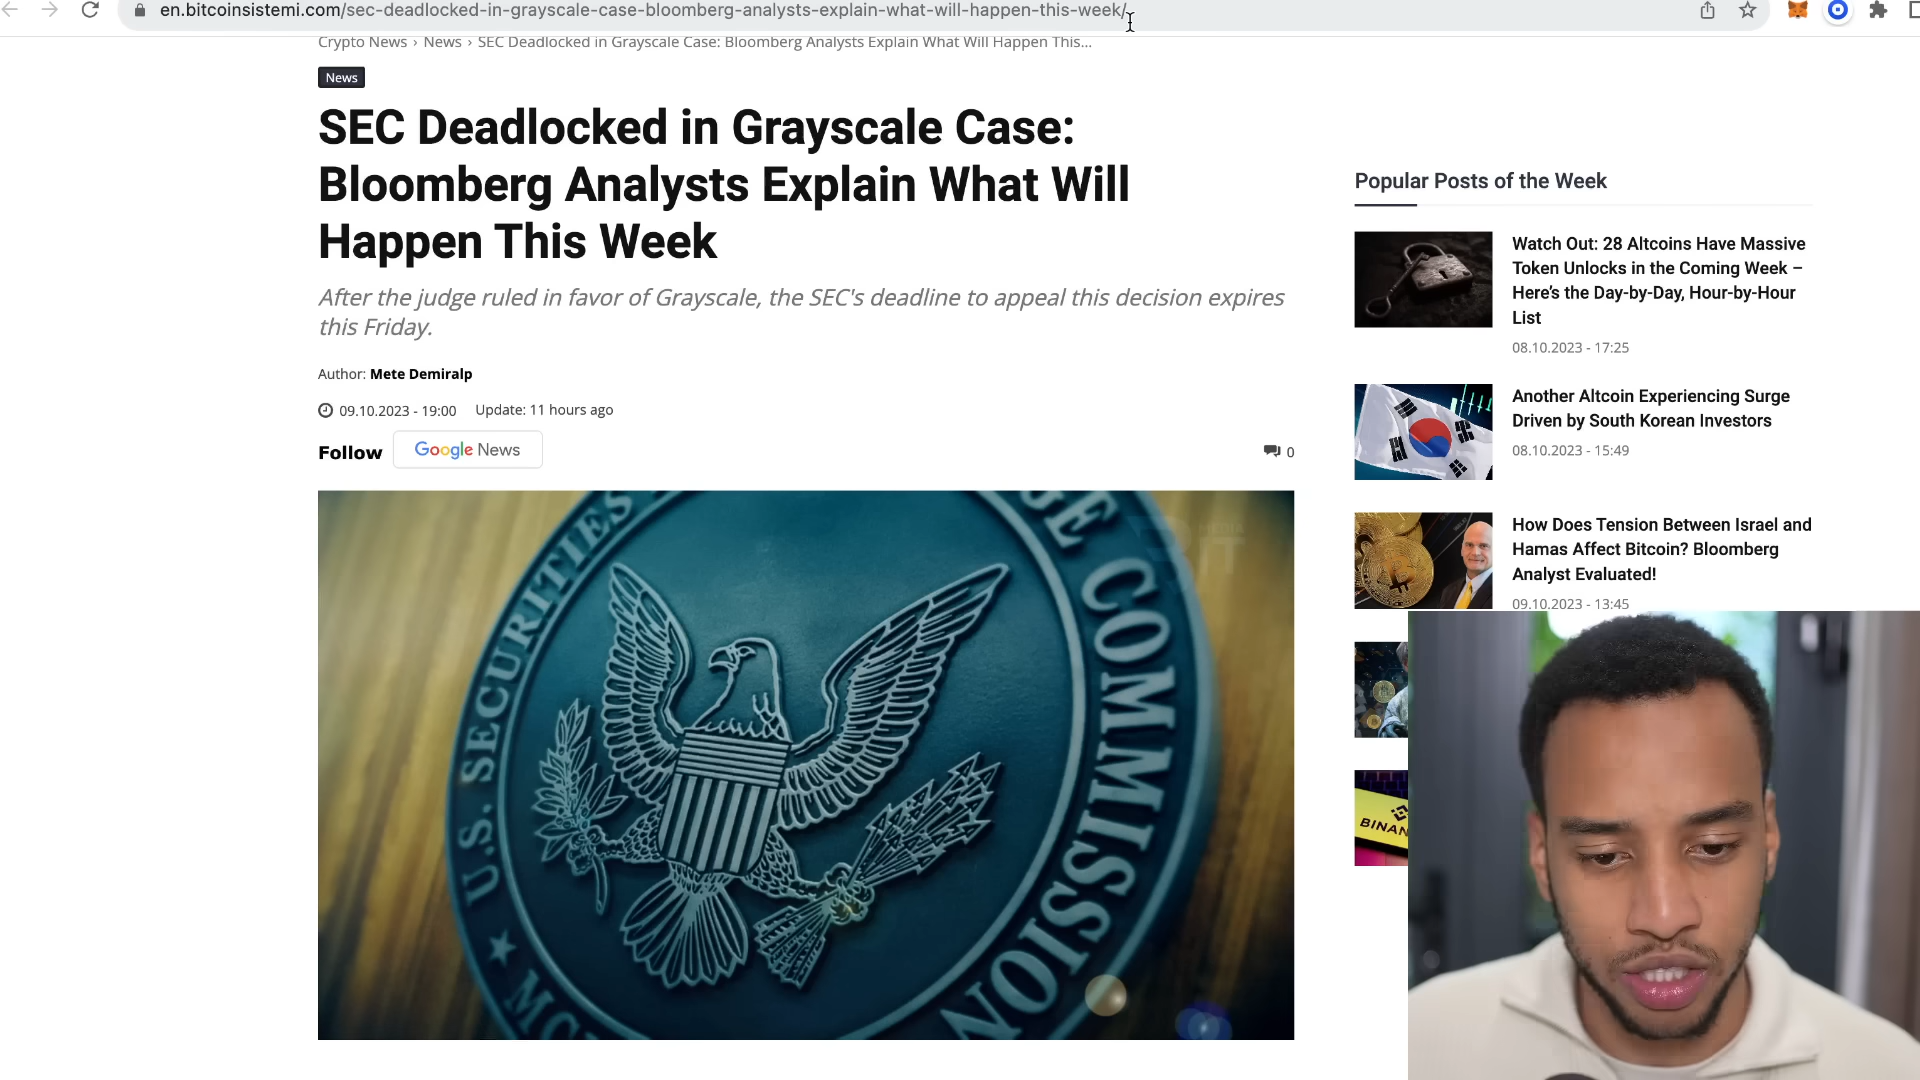 en.bitcoinsistemi.com/sec-deadlocked-in-grayscale-case-bloomberg-analysts-explain-what-will-happen-this-week/
Crypto News › News › SEC Deadlocked in Grayscale Case: Bloomberg Analysts Explain What Will Happen This...
News
SEC Deadlocked in Grayscale Case:
Bloomberg Analysts Explain What Will
Happen This Week
After the judge ruled in favor of Grayscale, the SEC's deadline to appeal this decision expires
this Friday.
Author: Mete Demiralp
09.10.2023 - 19:00 Update: 11 hours ago
Follow Google News
0
U.S. SECURITIES
GE COMMISSION
Popular Posts of the Week
Watch Out: 28 Altcoins Have Massive
Token Unlocks in the Coming Week –
Here's the Day-by-Day, Hour-by-Hour
List
08.10.2023 - 17:25
Another Altcoin Experiencing Surge
Driven by South Korean Investors
08.10.2023 - 15:49
How Does Tension Between Israel and
Hamas Affect Bitcoin? Bloomberg
Analyst Evaluated!
09.10.2023 - 13:45
BINAN